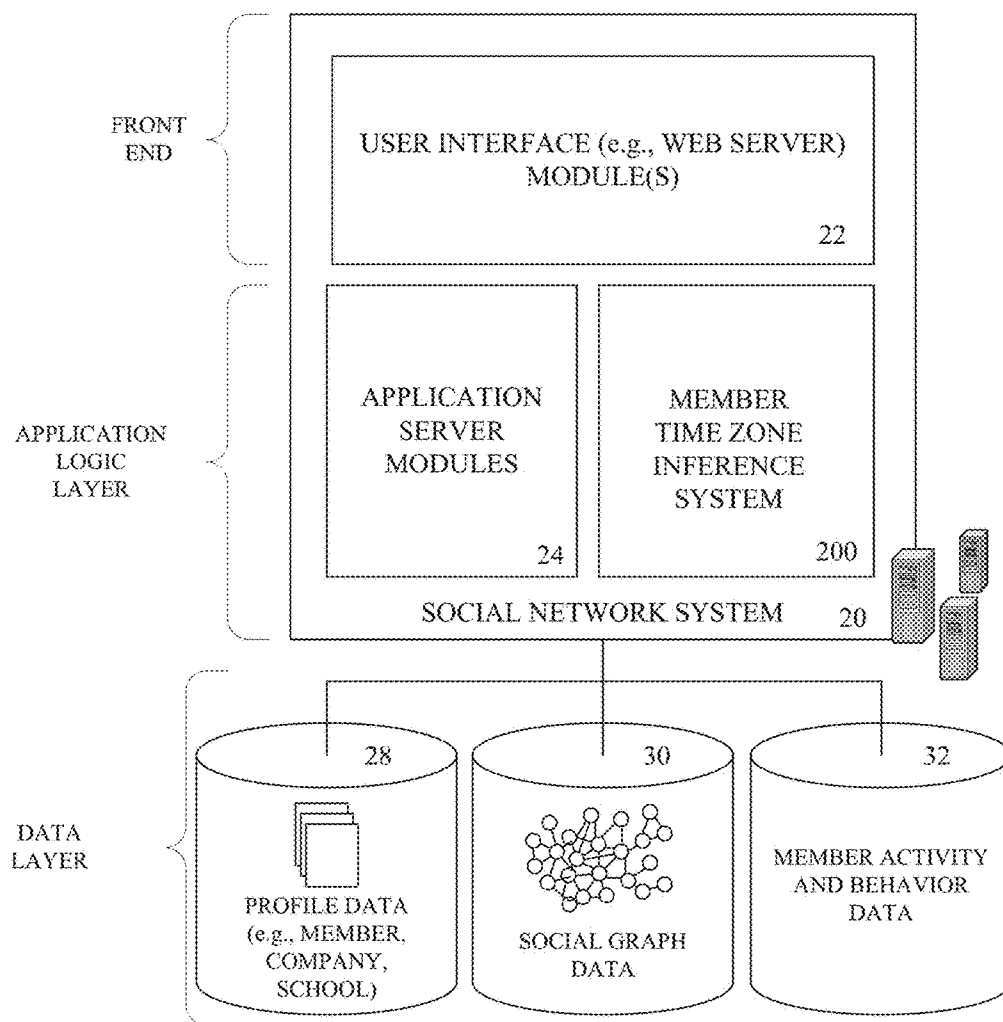 FRONT
END
USER INTERFACE (e.g., WEB SERVER)
MODULE(S)
22
APPLICATION
LOGIC
LAYER
APPLICATION
SERVER
MODULES
24
MEMBER
TIME ZONE
INFERENCE
SYSTEM
200
SOCIAL NETWORK SYSTEM 20
DATA
LAYER
28
PROFILE DATA
(e.g., MEMBER,
COMPANY,
SCHOOL)
30
SOCIAL GRAPH
DATA
32
MEMBER ACTIVITY
AND BEHAVIOR
DATA